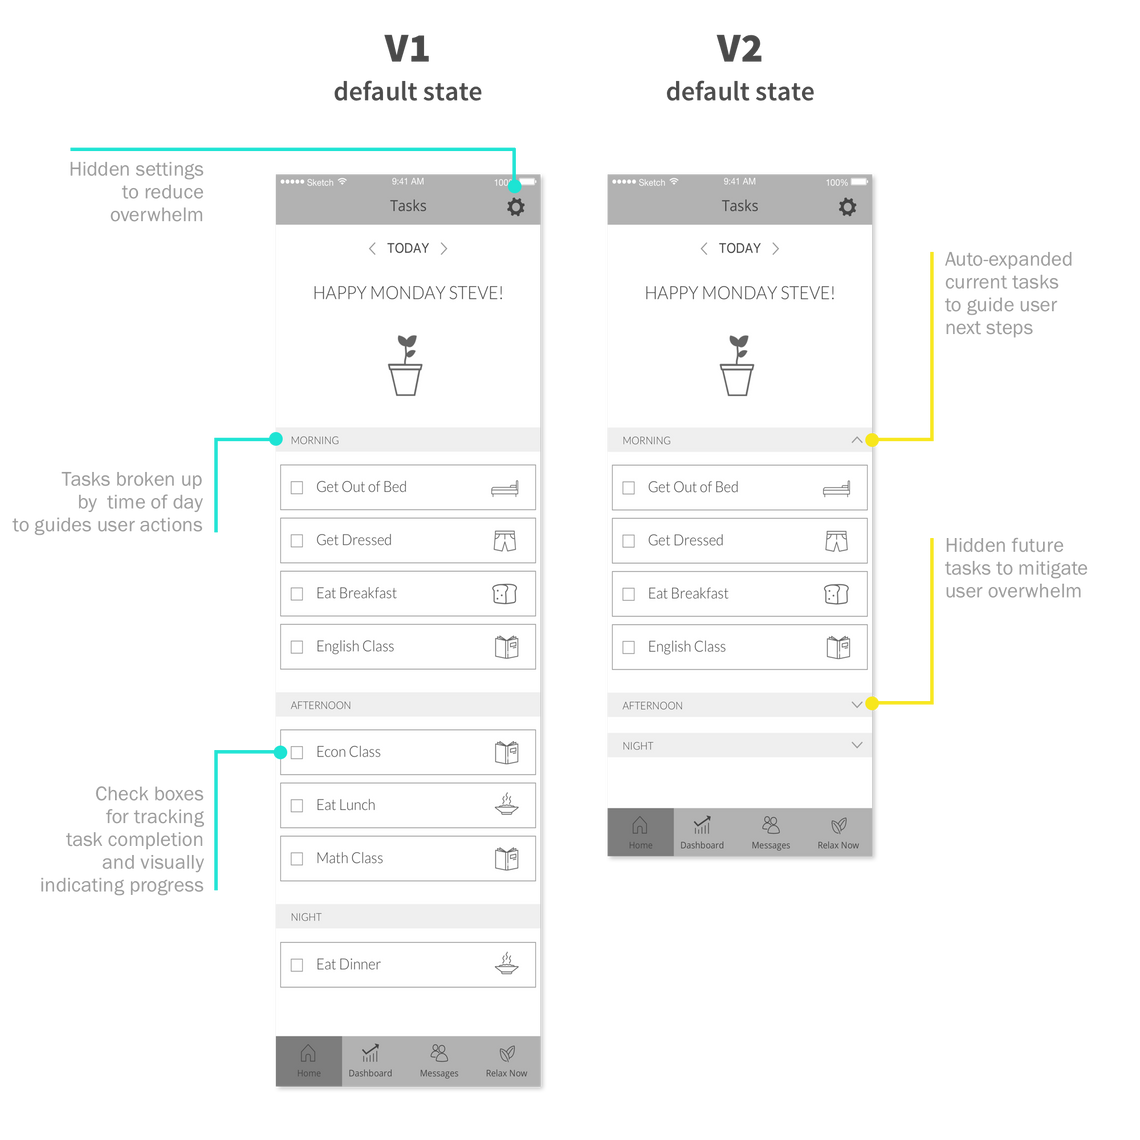 V1
default state
V2
default state
Hidden settings
to reduce
overwhelm
Tasks broken up
by time of day
to guides user actions
Check boxes
for tracking
task completion
and visually
indicating progress
Sketch 9:41 AM 100%
Tasks
TODAY
HAPPY MONDAY STEVE!
MORNING
Get Out of Bed
Get Dressed
Eat Breakfast
English Class
AFTERNOON
Econ Class
Eat Lunch
Math Class
NIGHT
Eat Dinner
Home Dashboard Messages Relax Now
Sketch 9:41 AM 100%
Tasks
TODAY
HAPPY MONDAY STEVE!
MORNING
Get Out of Bed
Get Dressed
Eat Breakfast
English Class
AFTERNOON
NIGHT
Home Dashboard Messages Relax Now
Auto-expanded
current tasks
to guide user
next steps
Hidden future
tasks to mitigate
user overwhelm